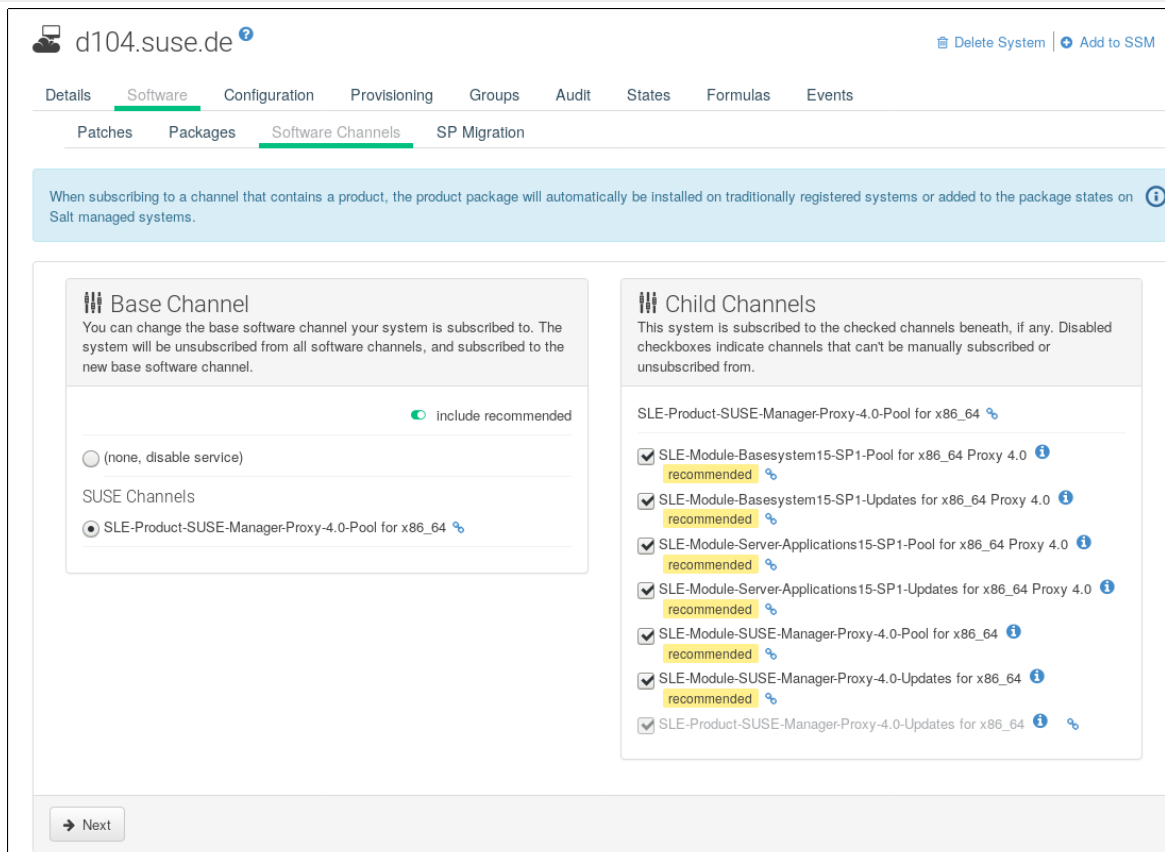 d104.suse.de
Delete System
Add to SSM
Details Software Configuration Provisioning Groups Audit States Formulas Events
Patches Packages Software Channels SP Migration
When subscribing to a channel that contains a product, the product package will automatically be installed on traditionally registered systems or added to the package states on
Salt managed systems.
Base Channel
You can change the base software channel your system is subscribed to. The
system will be unsubscribed from all software channels, and subscribed to the
new base software channel.
include recommended
(none, disable service)
SUSE Channels
SLE-Product-SUSE-Manager-Proxy-4.0-Pool for x86_64
Child Channels
This system is subscribed to the checked channels beneath, if any. Disabled
checkboxes indicate channels that can't be manually subscribed or
unsubscribed from.
SLE-Product-SUSE-Manager-Proxy-4.0-Pool for x86_64
SLE-Module-Basesystem15-SP1-Pool for x86_64 Proxy 4.0
recommended
SLE-Module-Basesystem15-SP1-Updates for x86_64 Proxy 4.0
recommended
SLE-Module-Server-Applications15-SP1-Pool for x86_64 Proxy 4.0
recommended
SLE-Module-Server-Applications15-SP1-Updates for x86_64 Proxy 4.0
recommended
SLE-Module-SUSE-Manager-Proxy-4.0-Pool for x86_64
recommended
SLE-Module-SUSE-Manager-Proxy-4.0-Updates for x86_64
recommended
SLE-Product-SUSE-Manager-Proxy-4.0-Updates for x86_64
Next